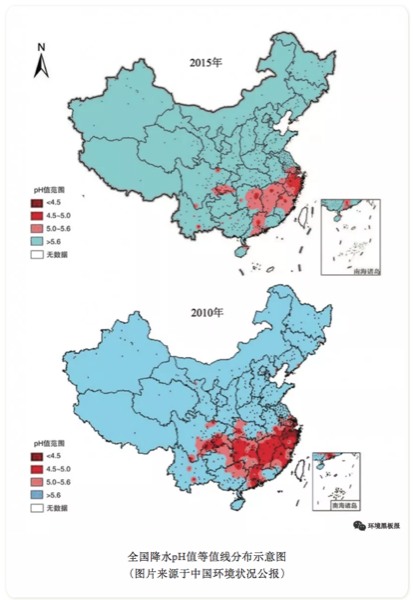 N
2015年
pH值范围
<4.5
4.5~5.0
5.0~5.6
>5.6
无数据
南海诸岛
2010年
pH值范围
<4.5
4.5~5.0
5.0~5.6
>5.6
无数据
南海诸岛
环境黑板报
全国降水pH值等值线分布示意图
（图片来源于中国环境状况公报）